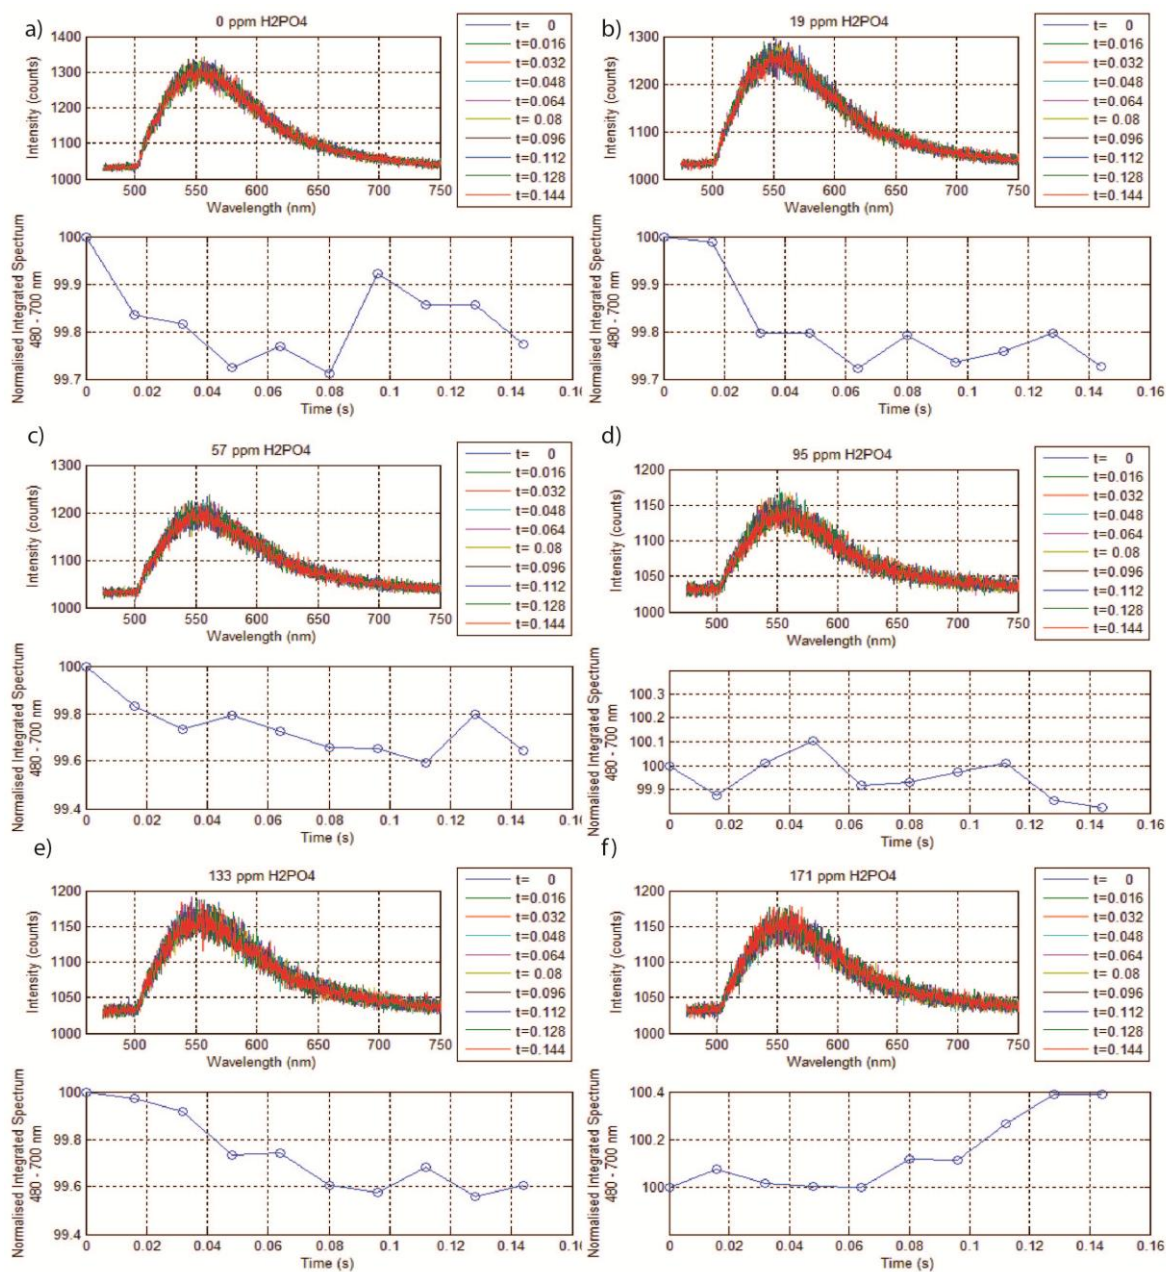 a)
0 ppm H2PO4
1400
1300
1200
1100
1000
Intensity (counts)
500 550 600 650 700 750
Wavelength (nm)
t= 0
t=0.016
t=0.032
t=0.048
t=0.064
t= 0.08
t=0.096
t=0.112
t=0.128
t=0.144
Normalised Integrated Spectrum
480 - 700 nm
100
99.9
99.8
99.7
0 0.02 0.04 0.06 0.08 0.1 0.12 0.14 0.16
Time (s)
b)
19 ppm H2PO4
1300
1200
1100
1000
Intensity (counts)
500 550 600 650 700 750
Wavelength (nm)
t= 0
t=0.016
t=0.032
t=0.048
t=0.064
t= 0.08
t=0.096
t=0.112
t=0.128
t=0.144
Normalised Integrated Spectrum
480 - 700 nm
100
99.9
99.8
99.7
0 0.02 0.04 0.06 0.08 0.1 0.12 0.14 0.16
Time (s)
c)
57 ppm H2PO4
1300
1200
1100
1000
Intensity (counts)
500 550 600 650 700 750
Wavelength (nm)
t= 0
t=0.016
t=0.032
t=0.048
t=0.064
t= 0.08
t=0.096
t=0.112
t=0.128
t=0.144
Normalised Integrated Spectrum
480 - 700 nm
100
99.8
99.6
99.4
0 0.02 0.04 0.06 0.08 0.1 0.12 0.14 0.16
Time (s)
d)
95 ppm H2PO4
1200
1150
1100
1050
1000
Intensity (counts)
500 550 600 650 700 750
Wavelength (nm)
t= 0
t=0.016
t=0.032
t=0.048
t=0.064
t= 0.08
t=0.096
t=0.112
t=0.128
t=0.144
Normalised Integrated Spectrum
480 - 700 nm
100.3
100.2
100.1
100
99.9
0 0.02 0.04 0.06 0.08 0.1 0.12 0.14 0.16
Time (s)
e)
133 ppm H2PO4
1200
1150
1100
1050
1000
Intensity (counts)
500 550 600 650 700 750
Wavelength (nm)
t= 0
t=0.016
t=0.032
t=0.048
t=0.064
t= 0.08
t=0.096
t=0.112
t=0.128
t=0.144
Normalised Integrated Spectrum
480 - 700 nm
100
99.8
99.6
99.4
0 0.02 0.04 0.06 0.08 0.1 0.12 0.14 0.16
Time (s)
f)
171 ppm H2PO4
1200
1150
1100
1050
1000
Intensity (counts)
500 550 600 650 700 750
Wavelength (nm)
t= 0
t=0.016
t=0.032
t=0.048
t=0.064
t= 0.08
t=0.096
t=0.112
t=0.128
t=0.144
Normalised Integrated Spectrum
480 - 700 nm
100.4
100.2
100
0 0.02 0.04 0.06 0.08 0.1 0.12 0.14 0.16
Time (s)